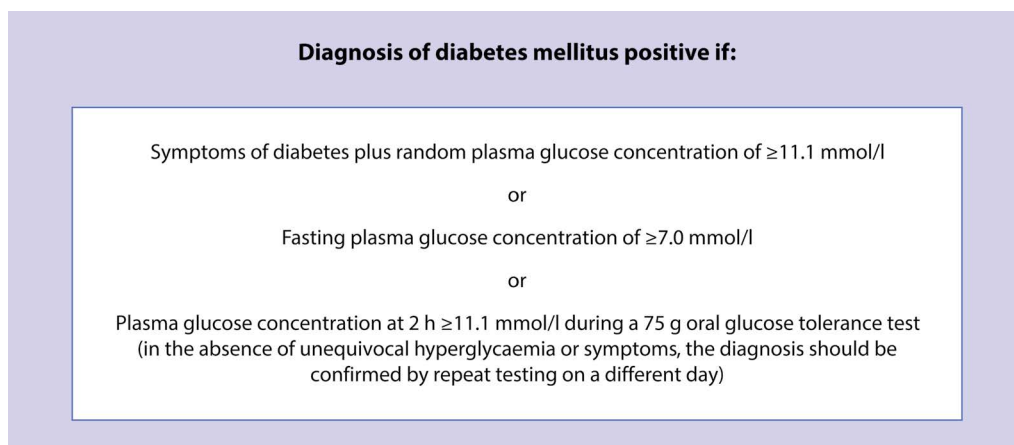 Diagnosis of diabetes mellitus positive if:
Symptoms of diabetes plus random plasma glucose concentration of ≥11.1 mmol/l
or
Fasting plasma glucose concentration of ≥7.0 mmol/l
or
Plasma glucose concentration at 2 h ≥11.1 mmol/l during a 75 g oral glucose tolerance test
(in the absence of unequivocal hyperglycaemia or symptoms, the diagnosis should be
confirmed by repeat testing on a different day)